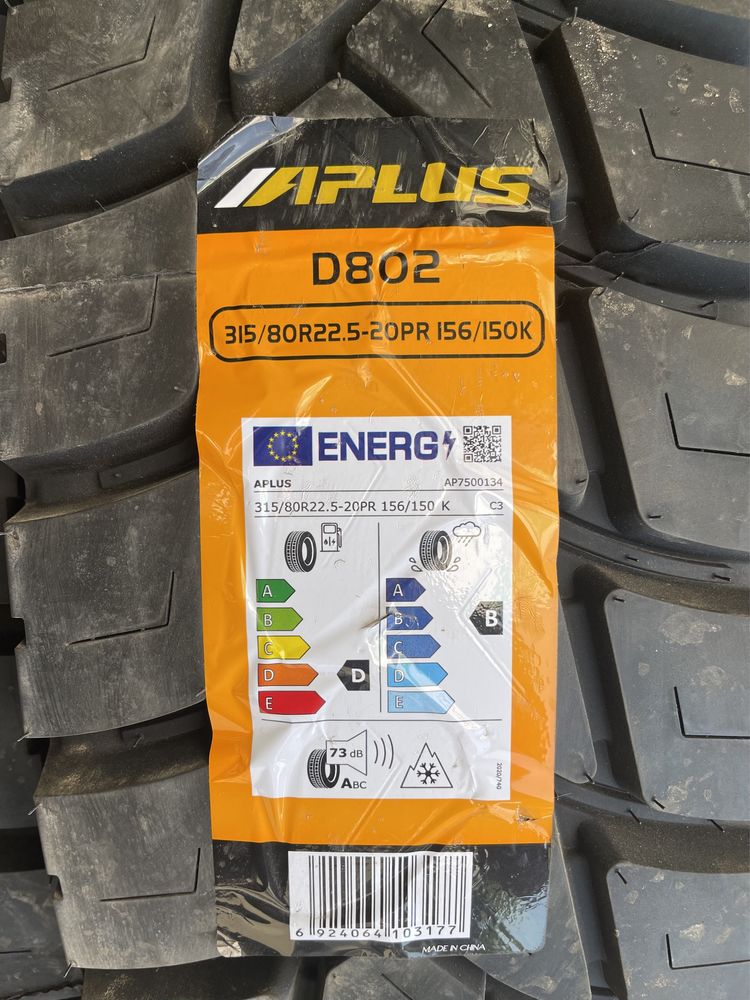 APLUS
D802
315/80R22.5-20PR 156/150K
ENERG
APLUS AP7500134
315/80R22.5-20PR 156/150 K C3
A A
B B B
C C
D D D
E E
73 dB
ABC
2020/740
6 924064 103177
MADE IN CHINA